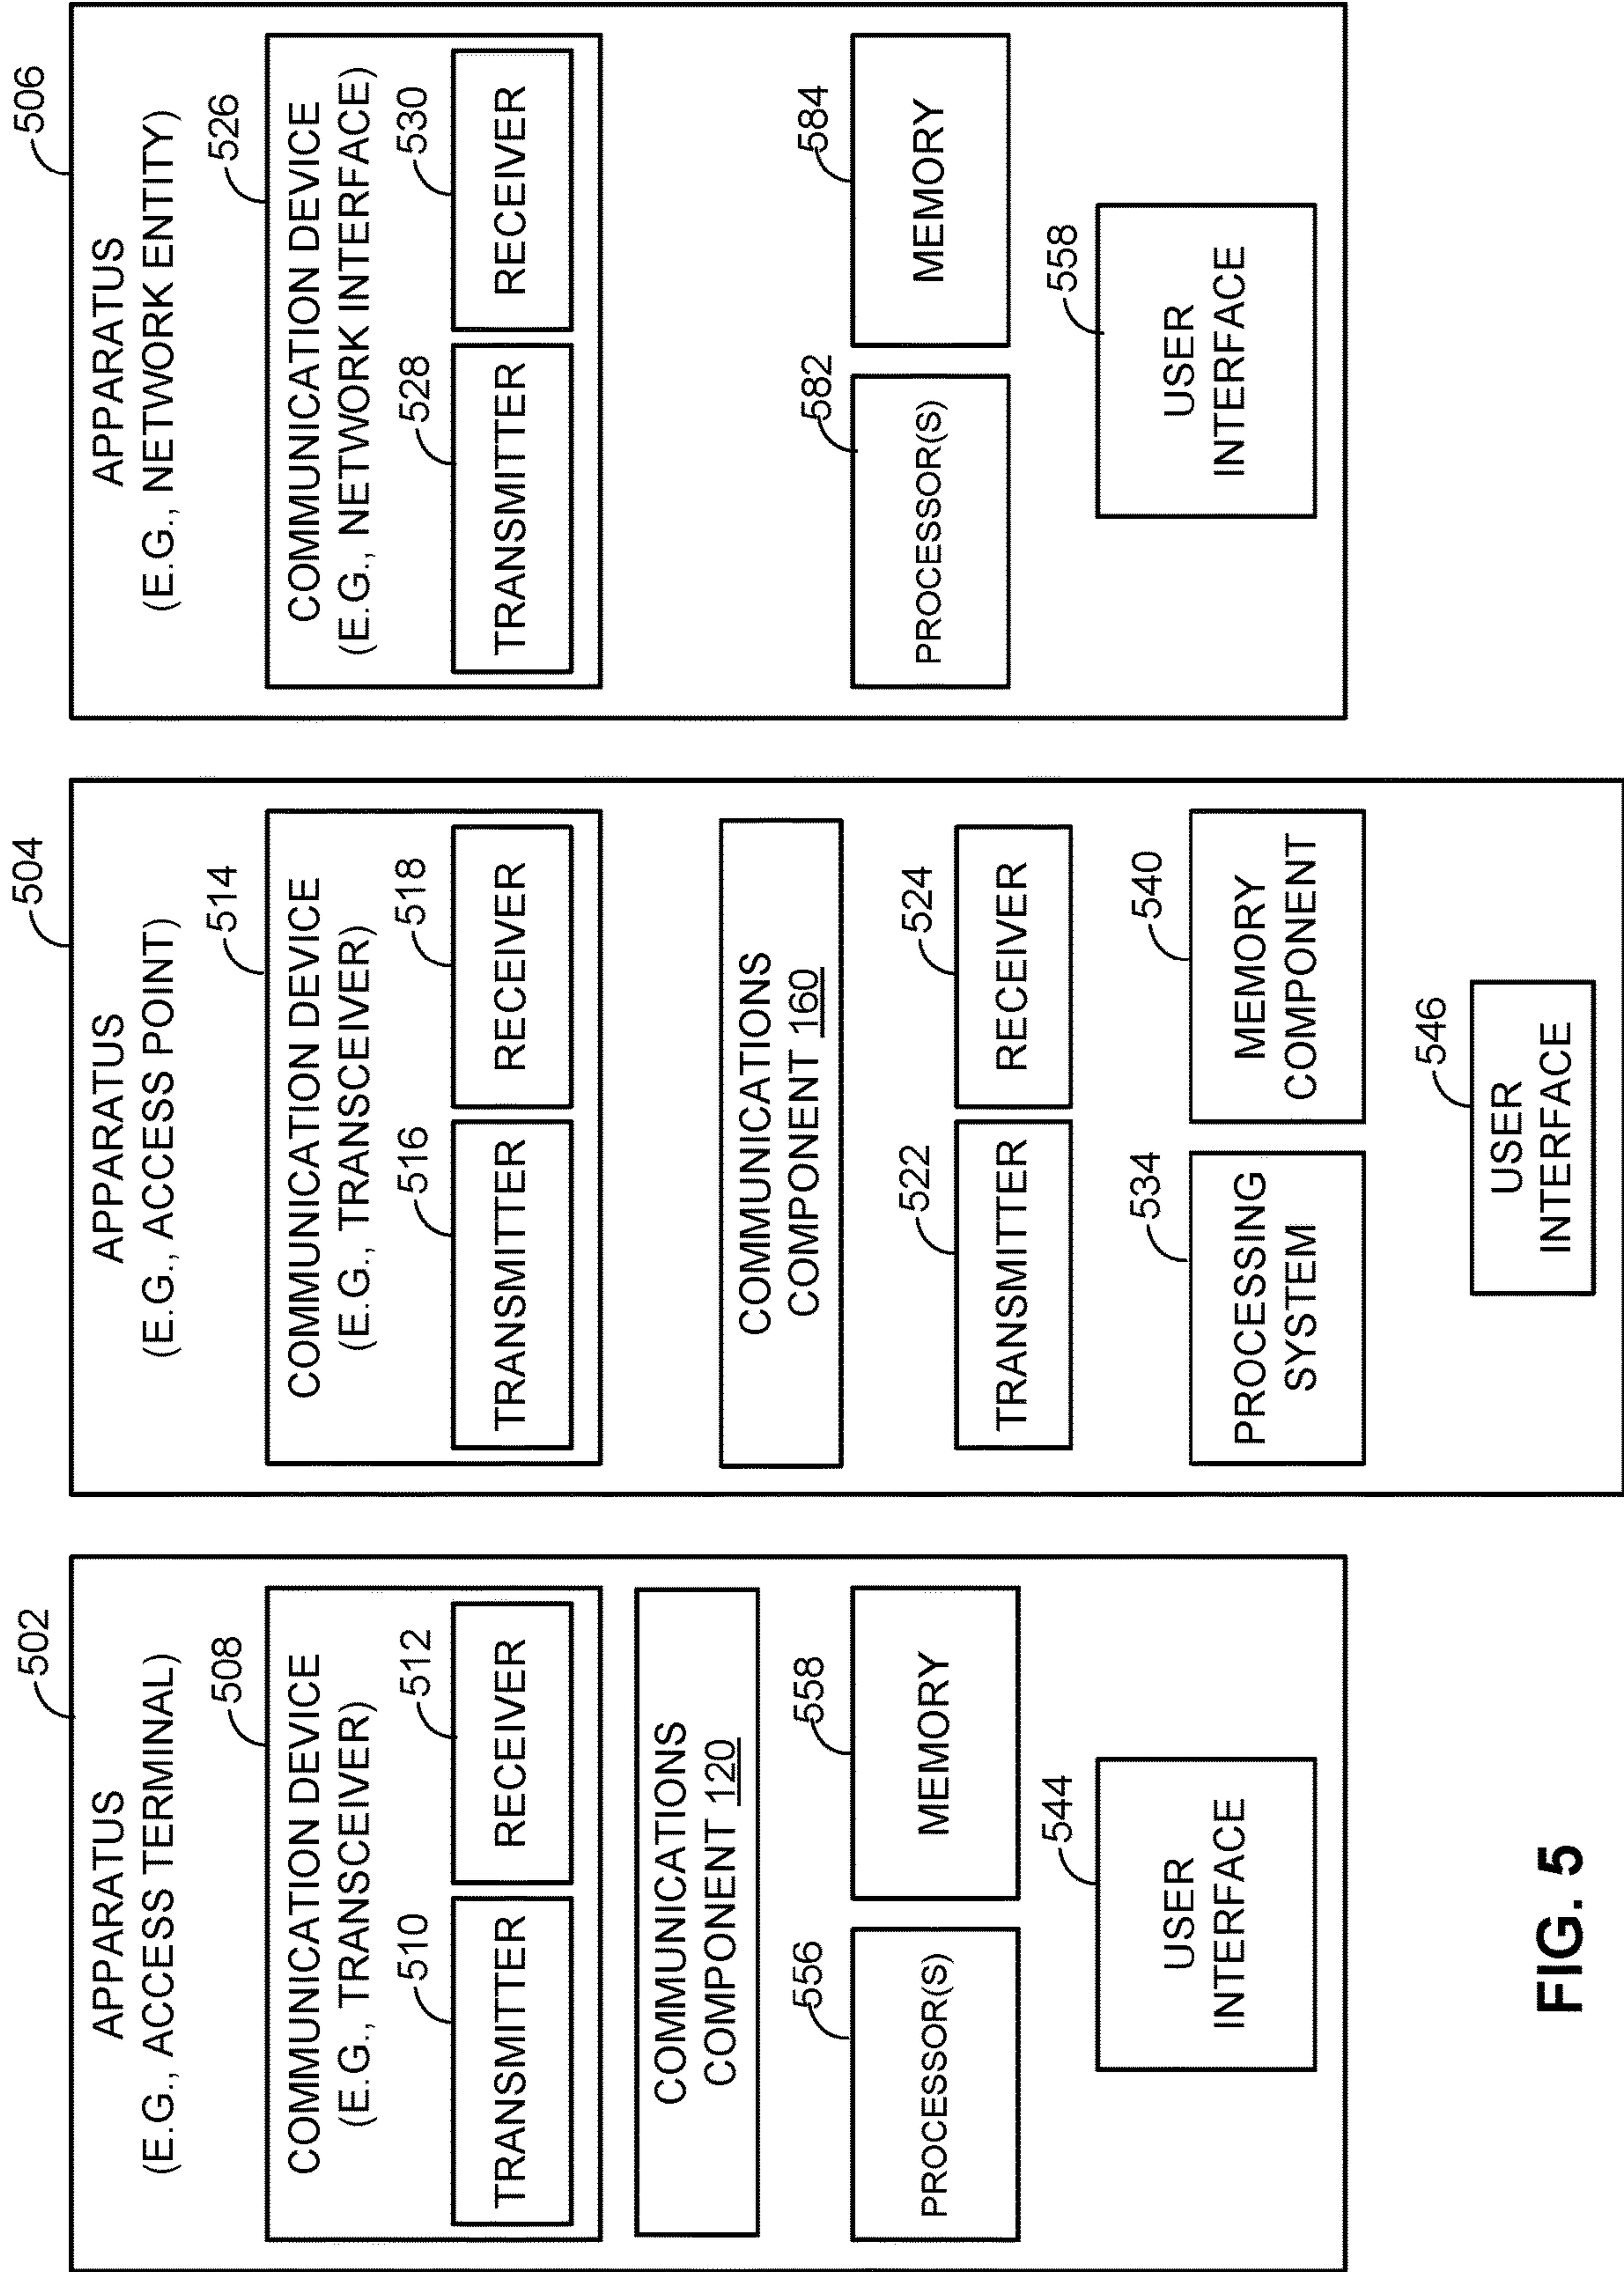 502
APPARATUS
(E.G., ACCESS TERMINAL)
508
COMMUNICATION DEVICE
(E.G., TRANSCEIVER)
510
512
TRANSMITTER
RECEIVER
COMMUNICATIONS
COMPONENT 120
556
558
PROCESSOR(S)
MEMORY
544
USER
INTERFACE
504
APPARATUS
(E.G., ACCESS POINT)
514
COMMUNICATION DEVICE
(E.G., TRANSCEIVER)
516
518
TRANSMITTER
RECEIVER
COMMUNICATIONS
COMPONENT 160
522
524
TRANSMITTER
RECEIVER
534
540
PROCESSING
SYSTEM
MEMORY
COMPONENT
546
USER
INTERFACE
506
APPARATUS
(E.G., NETWORK ENTITY)
526
COMMUNICATION DEVICE
(E.G., NETWORK INTERFACE)
528
530
TRANSMITTER
RECEIVER
582
584
PROCESSOR(S)
MEMORY
558
USER
INTERFACE
FIG. 5